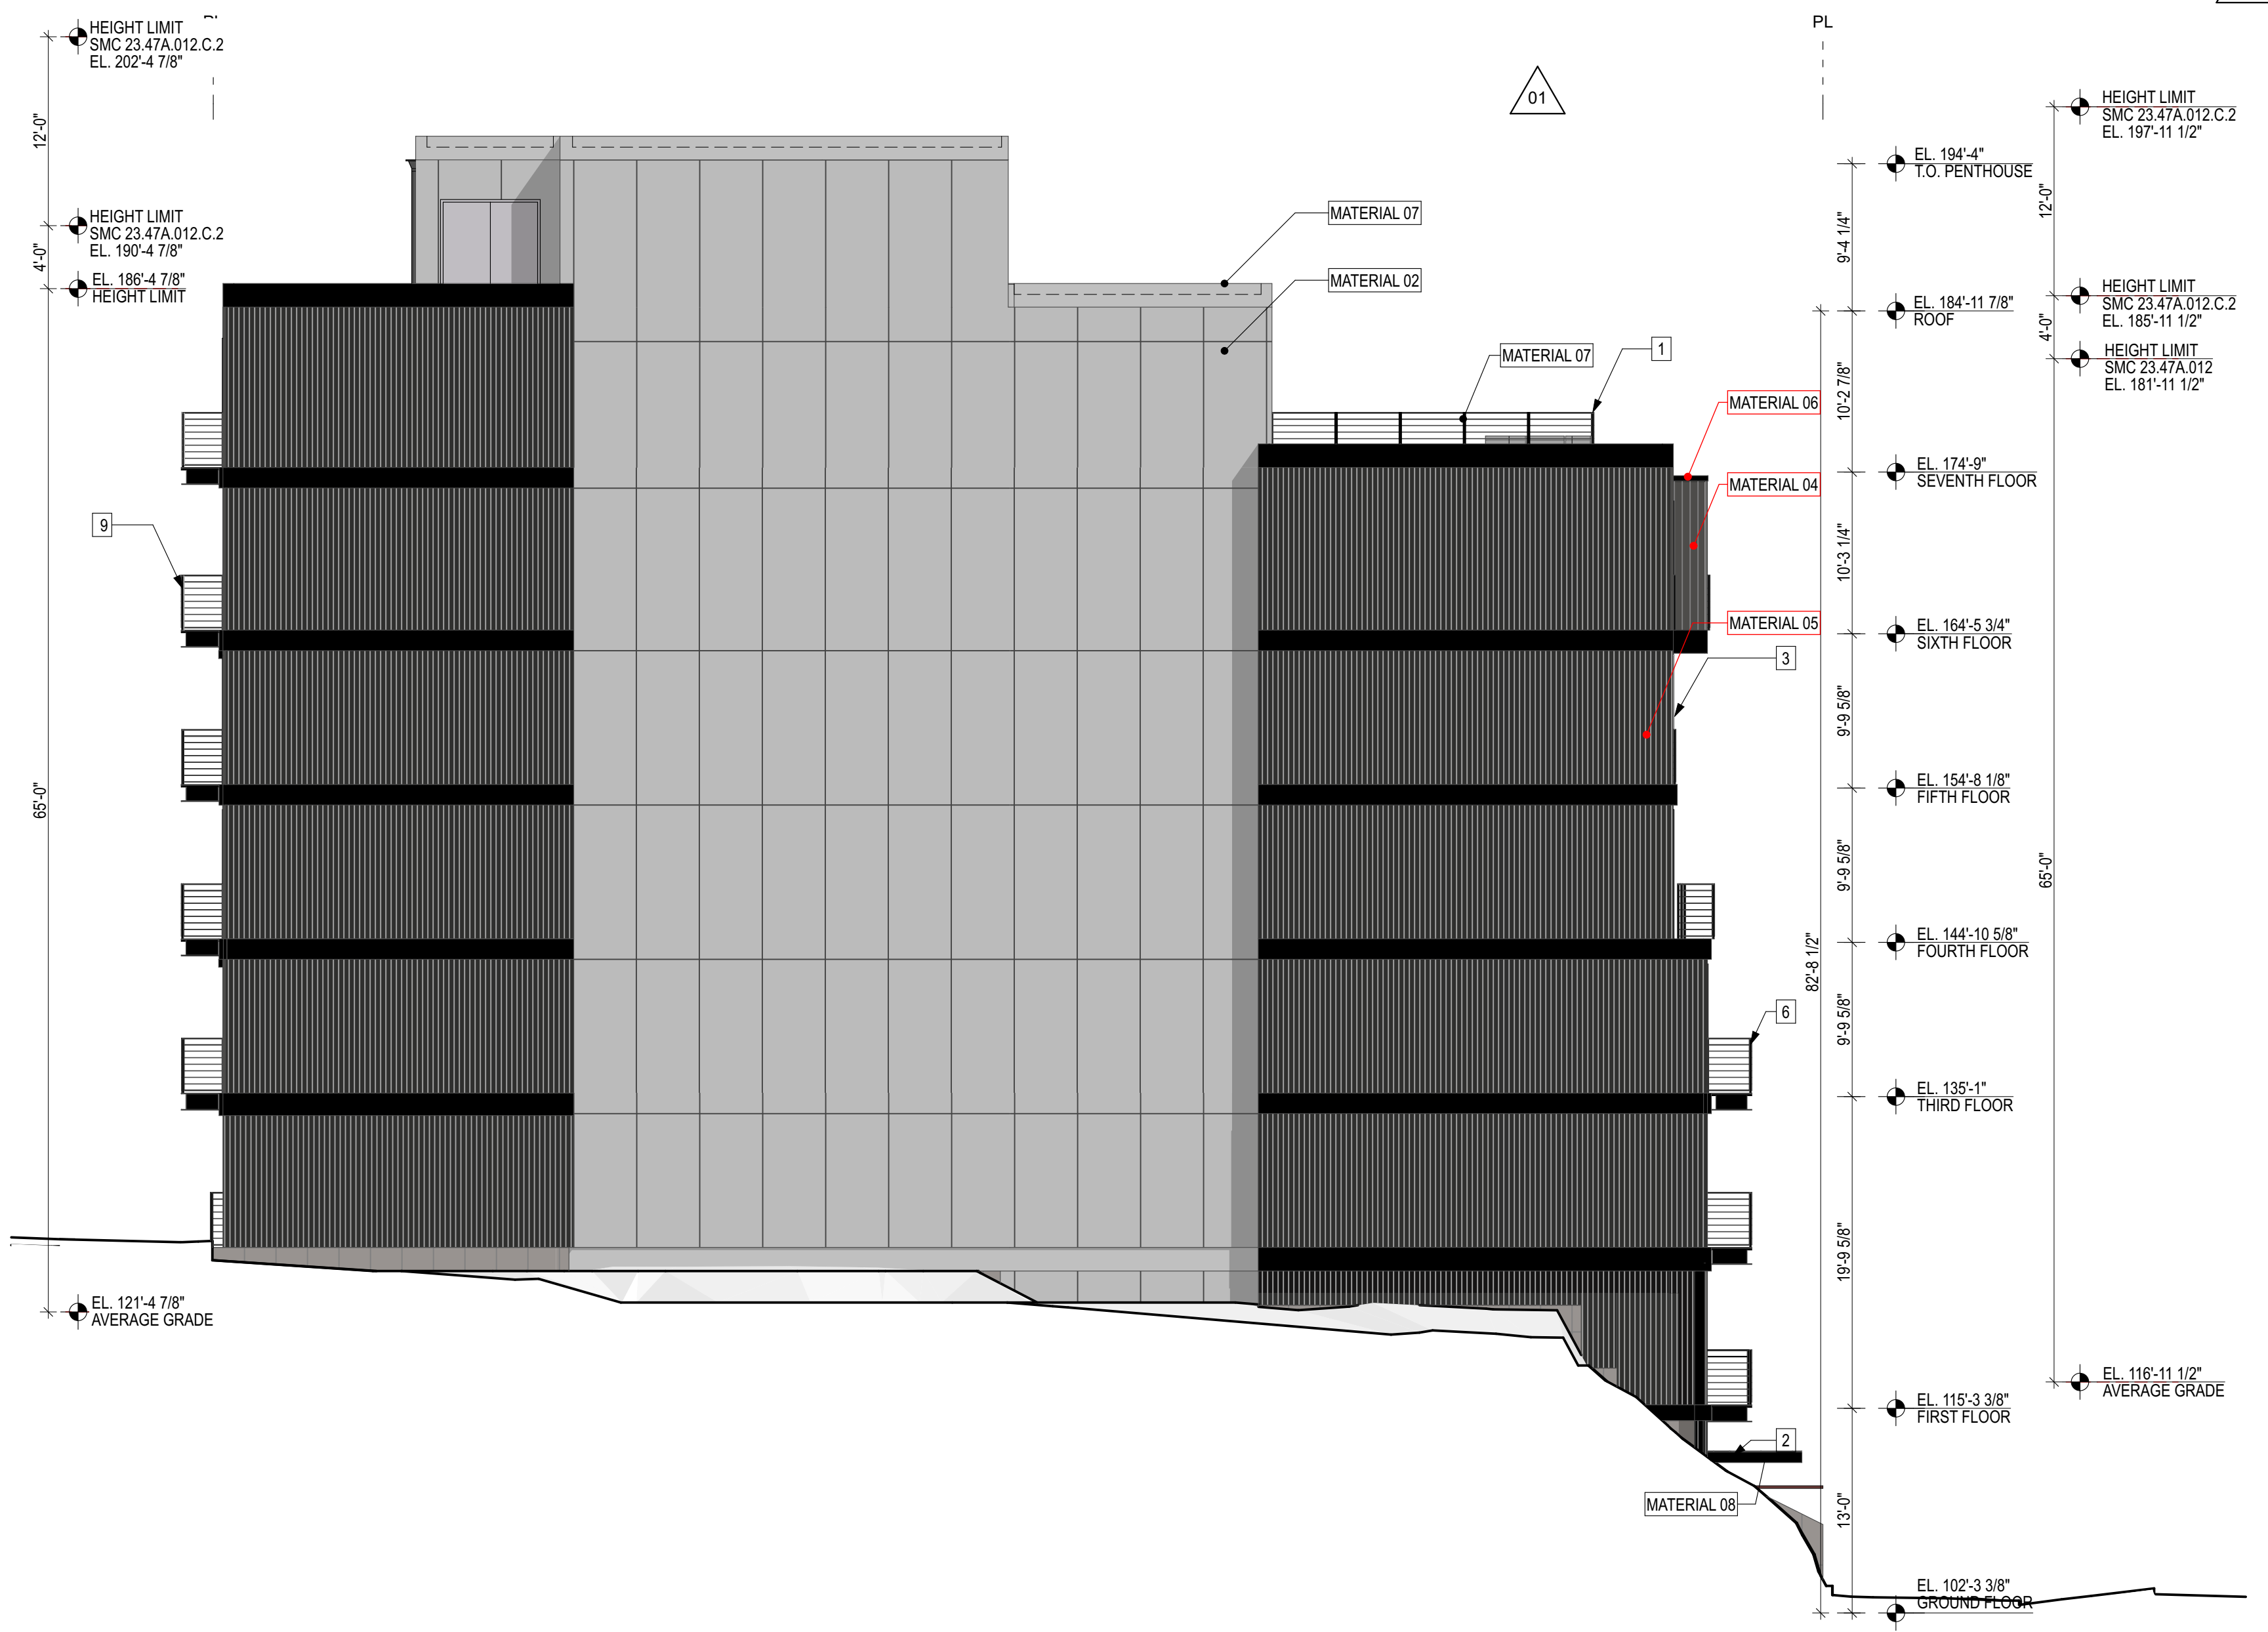 HEIGHT LIMIT
SMC 23.47A.012.C.2
EL. 202'-4 7/8"
12'-0"
HEIGHT LIMIT
SMC 23.47A.012.C.2
EL. 190'-4 7/8"
4'-0"
EL. 186'-4 7/8"
HEIGHT LIMIT
65'-0"
EL. 121'-4 7/8"
AVERAGE GRADE
9
01
MATERIAL 07
MATERIAL 02
MATERIAL 07
1
MATERIAL 06
MATERIAL 04
MATERIAL 05
3
6
2
MATERIAL 08
PL
82'-8 1/2"
9'-4 1/4"
10'-2 7/8"
10'-3 1/4"
9'-9 5/8"
9'-9 5/8"
9'-9 5/8"
19'-9 5/8"
13'-0"
EL. 194'-4"
T.O. PENTHOUSE
EL. 184'-11 7/8"
ROOF
EL. 174'-9"
SEVENTH FLOOR
EL. 164'-5 3/4"
SIXTH FLOOR
EL. 154'-8 1/8"
FIFTH FLOOR
EL. 144'-10 5/8"
FOURTH FLOOR
EL. 135'-1"
THIRD FLOOR
EL. 115'-3 3/8"
FIRST FLOOR
EL. 102'-3 3/8"
GROUND FLOOR
HEIGHT LIMIT
SMC 23.47A.012.C.2
EL. 197'-11 1/2"
12'-0"
HEIGHT LIMIT
SMC 23.47A.012.C.2
EL. 185'-11 1/2"
4'-0"
HEIGHT LIMIT
SMC 23.47A.012
EL. 181'-11 1/2"
65'-0"
EL. 116'-11 1/2"
AVERAGE GRADE